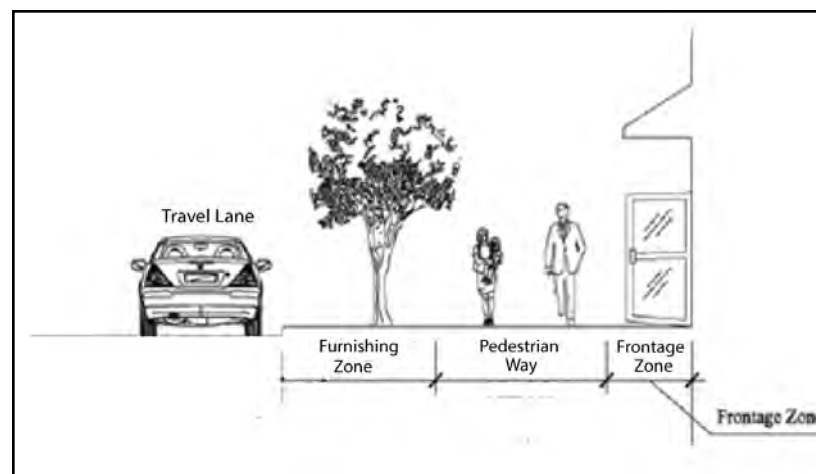 Travel Lane
Furnishing
Zone
Pedestrian
Way
Frontage
Zone
Frontage Zon